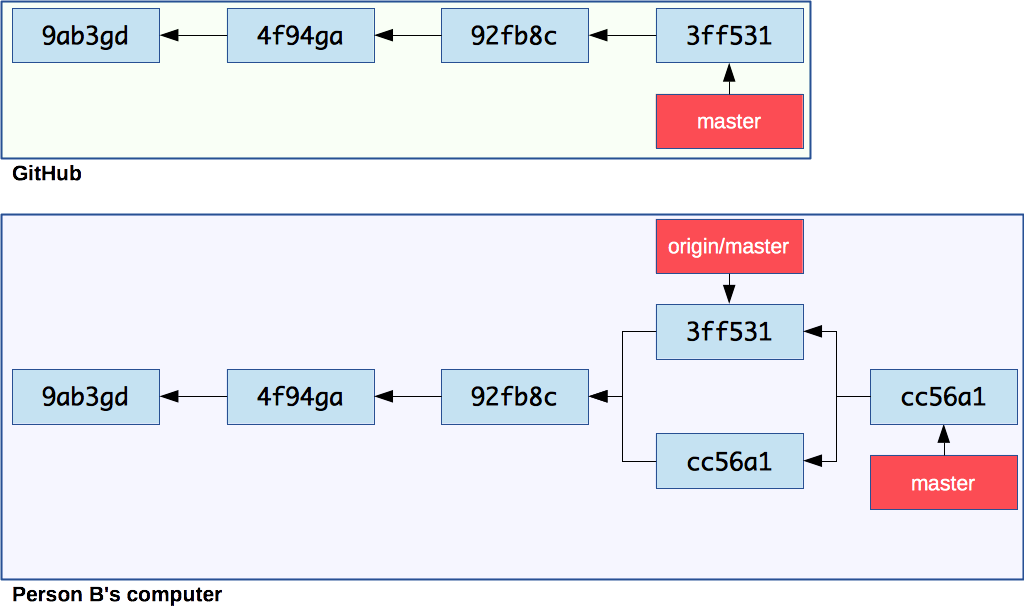 9ab3gd
4f94ga
92fb8c
3ff531
master
GitHub
origin/master
3ff531
9ab3gd
4f94ga
92fb8c
cc56a1
cc56a1
master
Person B's computer